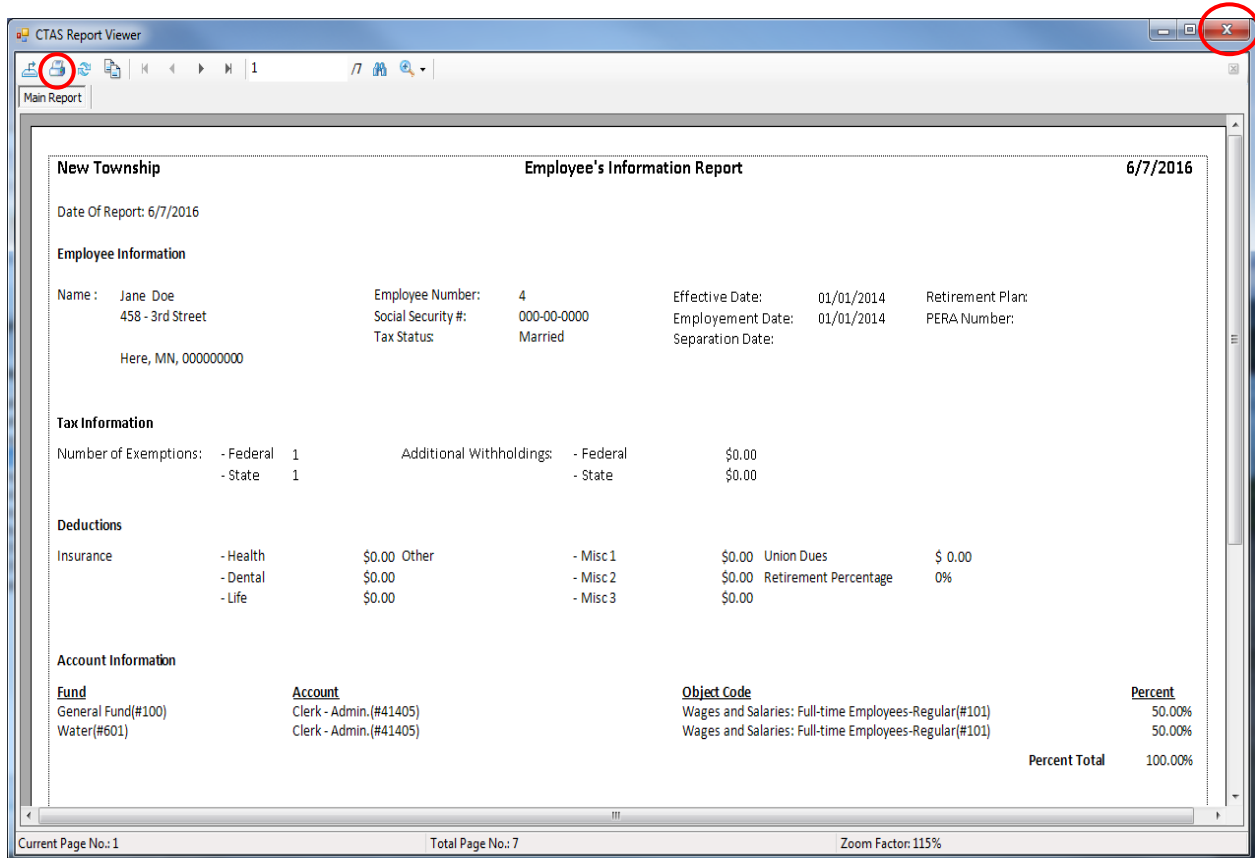 CTAS Report Viewer
1 /7
Main Report
New Township Employee's Information Report 6/7/2016
Date Of Report: 6/7/2016
Employee Information
Name : Jane Doe Employee Number: 4 Effective Date: 01/01/2014 Retirement Plan:
458 - 3rd Street Social Security #: 000-00-0000 Employement Date: 01/01/2014 PERA Number:
Tax Status: Married Separation Date:
Here, MN, 000000000
Tax Information
Number of Exemptions: - Federal 1 Additional Withholdings: - Federal $0.00
- State 1 - State $0.00
Deductions
Insurance - Health $0.00 Other - Misc 1 $0.00 Union Dues $ 0.00
- Dental $0.00 - Misc 2 $0.00 Retirement Percentage 0%
- Life $0.00 - Misc 3 $0.00
Account Information
Fund Account Object Code Percent
General Fund(#100) Clerk - Admin.(#41405) Wages and Salaries: Full-time Employees-Regular(#101) 50.00%
Water(#601) Clerk - Admin.(#41405) Wages and Salaries: Full-time Employees-Regular(#101) 50.00%
Percent Total 100.00%
Current Page No.: 1 Total Page No.: 7 Zoom Factor: 115%